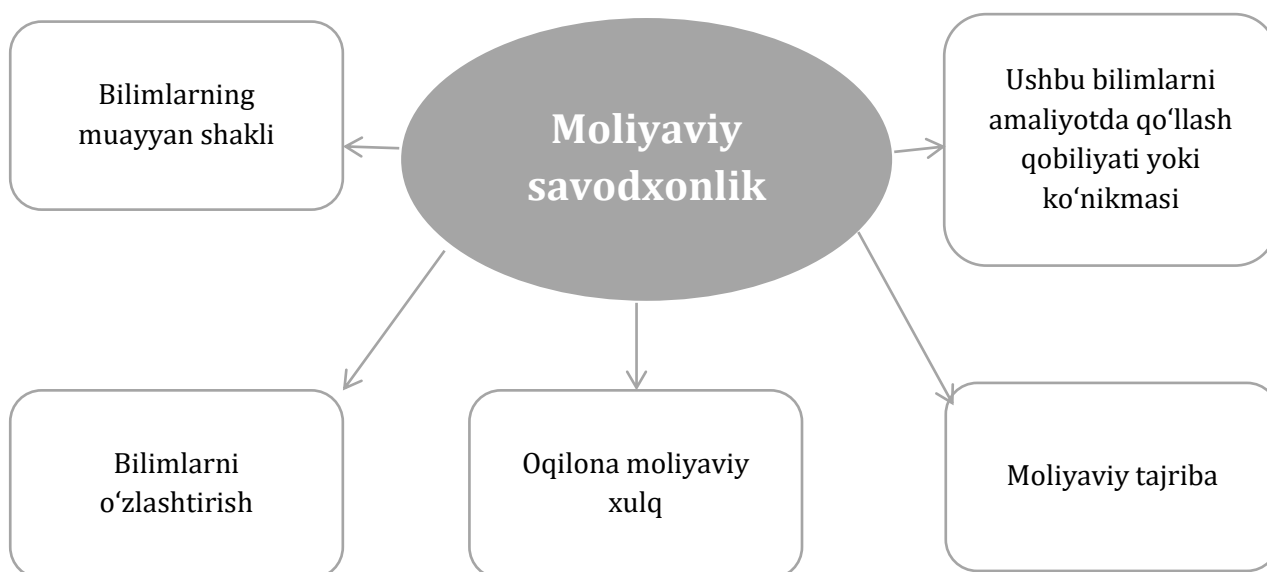 Bilimlarning
muayyan shakli
Moliyaviy
savodxonlik
Ushbu bilimlarni
amaliyotda qo‘llash
qobiliyati yoki
ko‘nikmasi
Bilimlarni
o‘zlashtirish
Oqilona moliyaviy
xulq
Moliyaviy tajriba